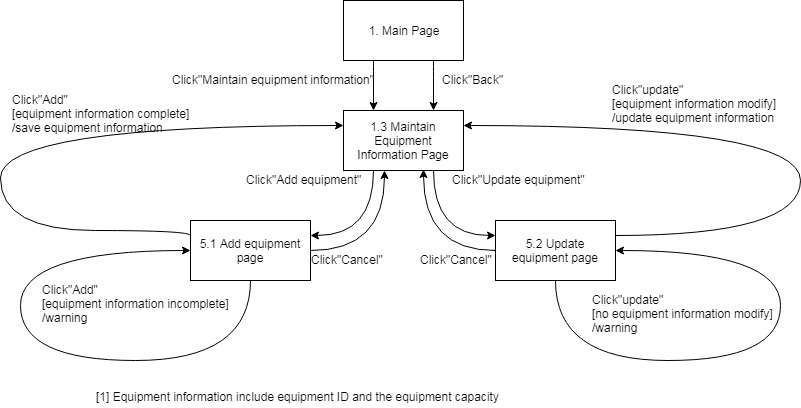 1. Main Page
Click"Maintain equipment information"
Click"Back"
Click"Add"
[equipment information complete]
/save equipment information
Click"update"
[equipment information modify]
/update equipment information
1.3 Maintain
Equipment
Information Page
Click"Add equipment"
Click"Update equipment"
5.1 Add equipment
page
Click"Cancel"
Click"Cancel"
5.2 Update
equipment page
Click"Add"
[equipment information incomplete]
/warning
Click"update"
[no equipment information modify]
/warning
[1] Equipment information include equipment ID and the equipment capacity